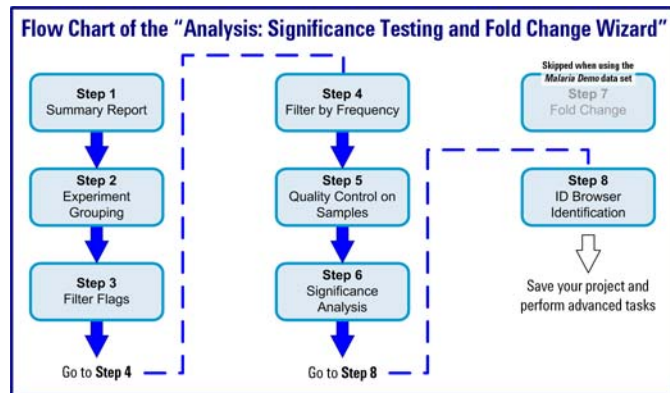 Flow Chart of the “Analysis: Significance Testing and Fold Change Wizard”
Step 1
Summary Report
Step 2
Experiment
Grouping
Step 3
Filter Flags
Go to Step 4
Step 4
Filter by Frequency
Step 5
Quality Control on
Samples
Step 6
Significance
Analysis
Go to Step 8
Skipped when using the
Malaria Demo data set
Step 7
Fold Change
Step 8
ID Browser
Identification
Save your project and
perform advanced tasks